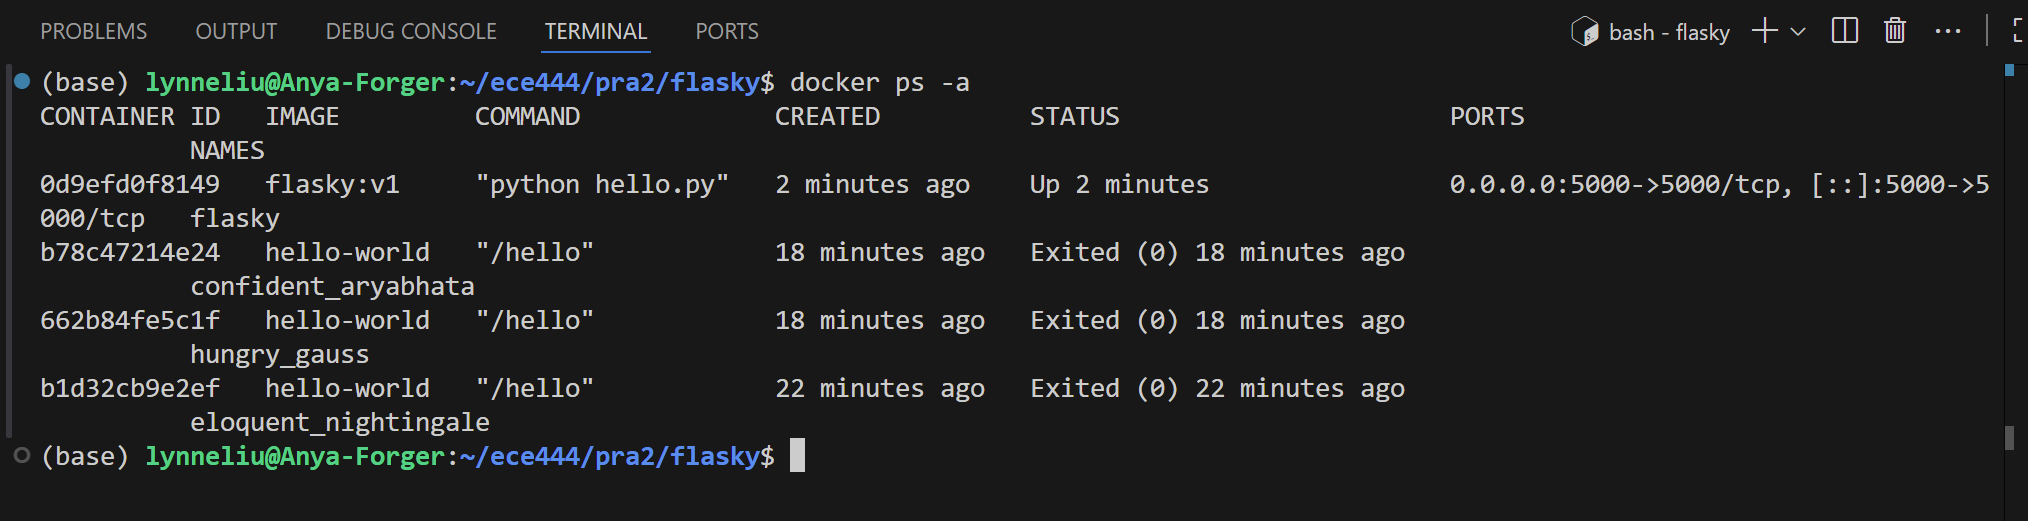 PROBLEMS OUTPUT DEBUG CONSOLE TERMINAL PORTS bash - flasky
(base) lynneliu@Anya-Forger:~/ece444/pra2/flasky$ docker ps -a
CONTAINER ID   IMAGE         COMMAND             CREATED          STATUS                      PORTS
          NAMES
0d9efd0f8149   flasky:v1     "python hello.py"   2 minutes ago    Up 2 minutes                0.0.0.0:5000->5000/tcp, [::]:5000->5
000/tcp   flasky
b78c47214e24   hello-world   "/hello"            18 minutes ago   Exited (0) 18 minutes ago
          confident_aryabhata
662b84fe5c1f   hello-world   "/hello"            18 minutes ago   Exited (0) 18 minutes ago
          hungry_gauss
b1d32cb9e2ef   hello-world   "/hello"            22 minutes ago   Exited (0) 22 minutes ago
          eloquent_nightingale
(base) lynneliu@Anya-Forger:~/ece444/pra2/flasky$